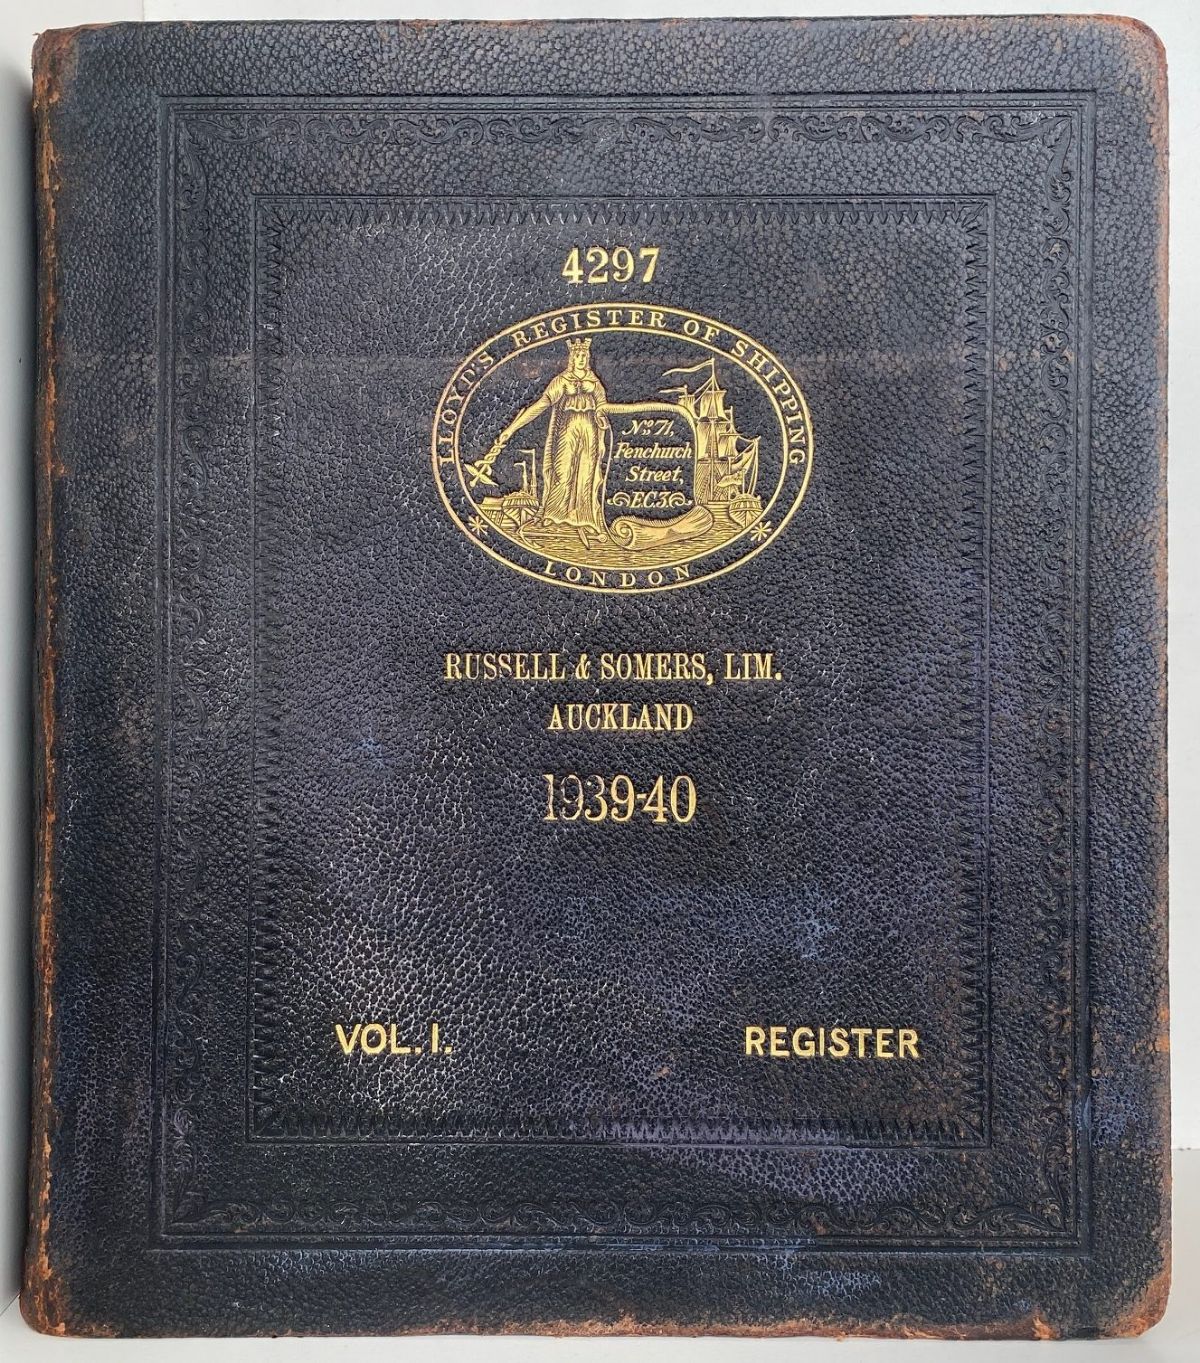 4297
LLOYD'S REGISTER OF SHIPPING
No. 71,
Fenchurch
Street,
E.C.3
LONDON
RUSSELL & SOMERS, LIM.
AUCKLAND
1939-40
VOL. I.
REGISTER